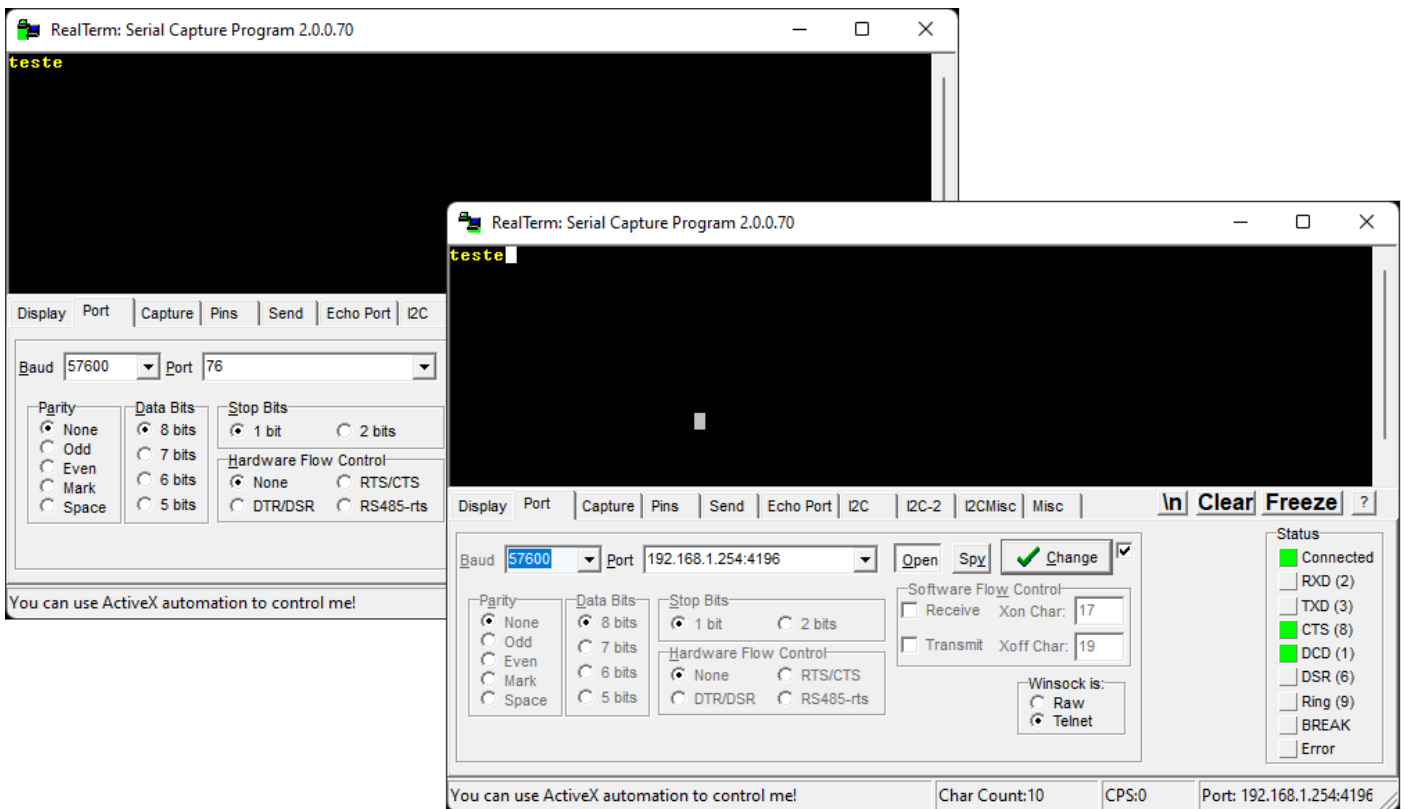 RealTerm: Serial Capture Program 2.0.0.70
teste
Display Port Capture Pins Send Echo Port I2C
Baud 57600 Port 76
Parity Data Bits Stop Bits
None 8 bits 1 bit 2 bits
Odd 7 bits Hardware Flow Control
Even 6 bits None RTS/CTS
Mark 5 bits DTR/DSR RS485-rts
Space
You can use ActiveX automation to control me!
RealTerm: Serial Capture Program 2.0.0.70
teste
Display Port Capture Pins Send Echo Port I2C I2C-2 I2CMisc Misc \n Clear Freeze ?
Baud 57600 Port 192.168.1.254:4196 Open Spy Change
Parity Data Bits Stop Bits Software Flow Control
None 8 bits 1 bit 2 bits Receive Xon Char: 17
Odd 7 bits Hardware Flow Control Transmit Xoff Char: 19
Even 6 bits None RTS/CTS
Mark 5 bits DTR/DSR RS485-rts
Space
Winsock is:
Raw
Telnet
Status
Connected
RXD (2)
TXD (3)
CTS (8)
DCD (1)
DSR (6)
Ring (9)
BREAK
Error
You can use ActiveX automation to control me! Char Count:10 CPS:0 Port: 192.168.1.254:4196